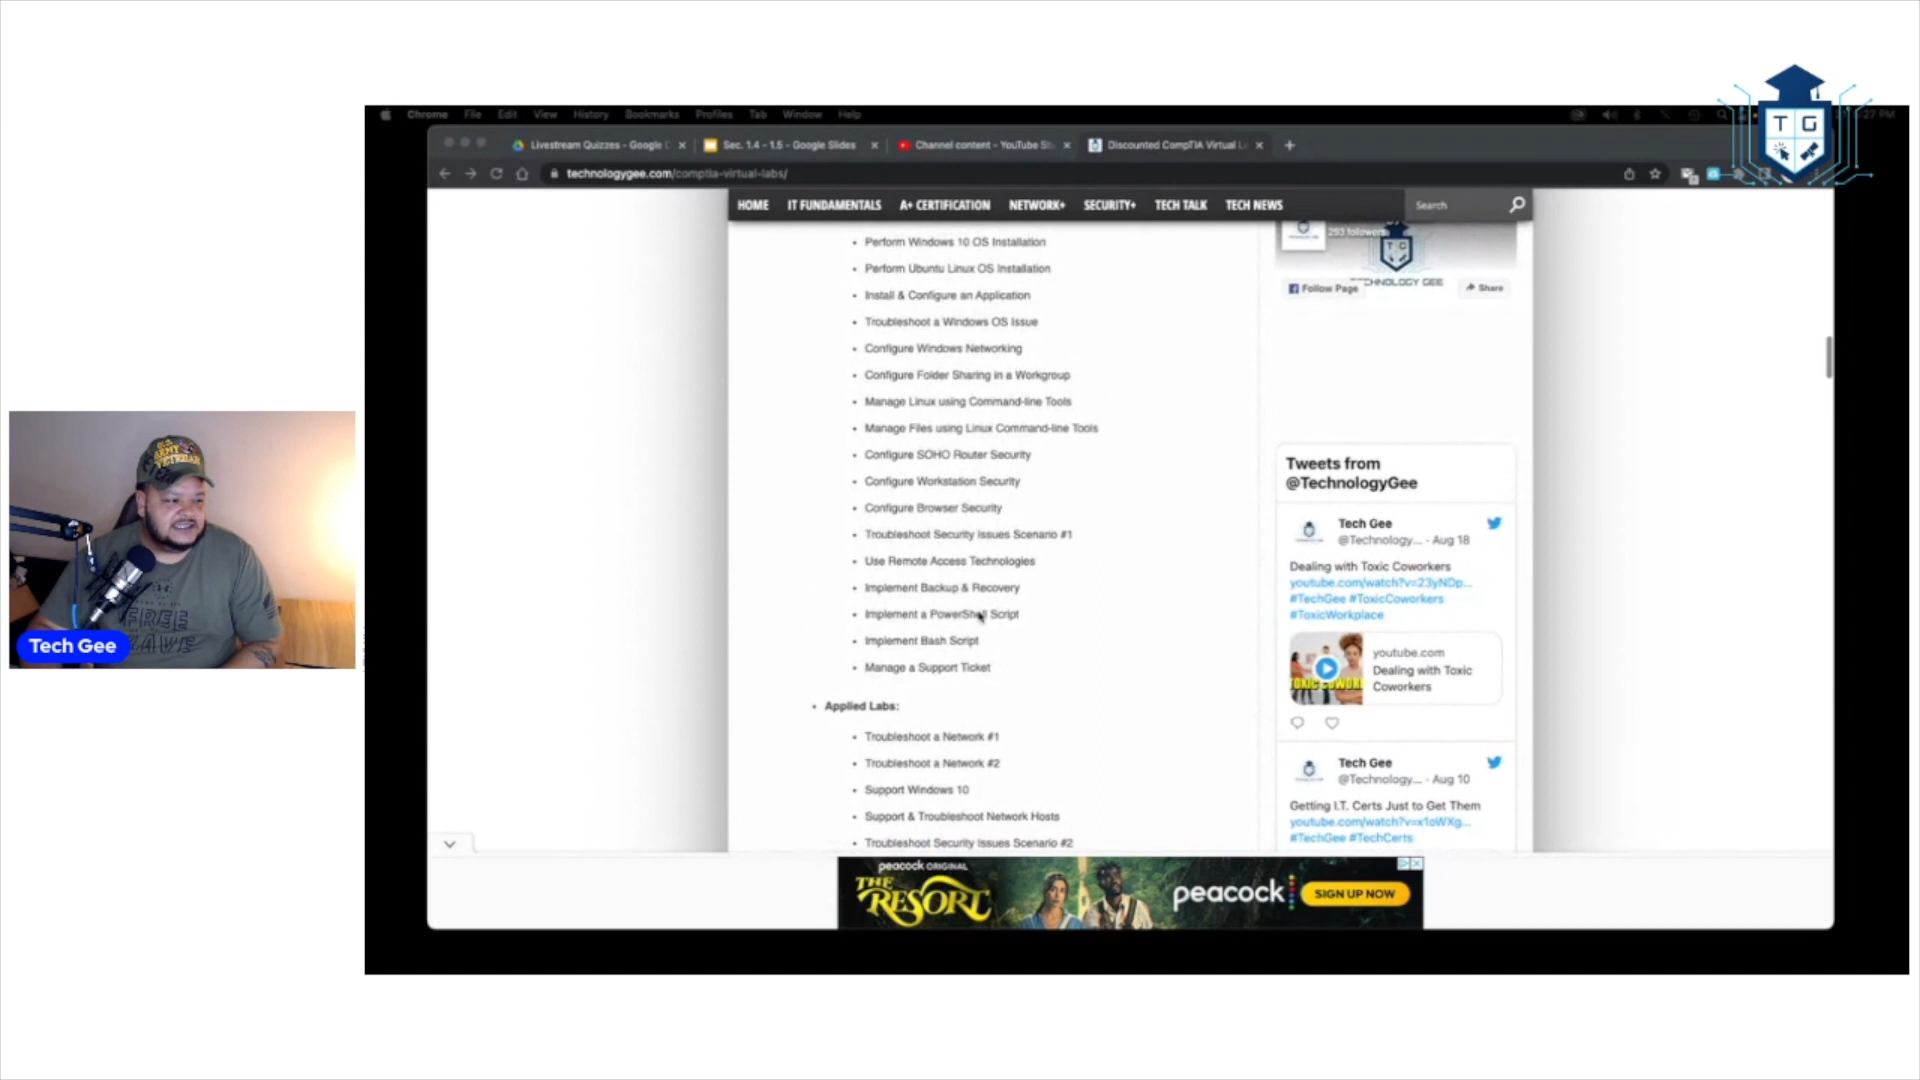 Chrome File Edit View History Bookmarks Profiles Tab Window Help
Livestream Quizzes - Google
Sec. 1.4 - 1.5 - Google Slides
Channel content - YouTube St
Discounted CompTIA Virtual L
technologygee.com/comptia-virtual-labs/
T G
HOME IT FUNDAMENTALS A+ CERTIFICATION NETWORK+ SECURITY+ TECH TALK TECH NEWS Search
• Perform Windows 10 OS Installation
• Perform Ubuntu Linux OS Installation
• Install & Configure an Application
• Troubleshoot a Windows OS Issue
• Configure Windows Networking
• Configure Folder Sharing in a Workgroup
• Manage Linux using Command-line Tools
• Manage Files using Linux Command-line Tools
• Configure SOHO Router Security
• Configure Workstation Security
• Configure Browser Security
• Troubleshoot Security Issues Scenario #1
• Use Remote Access Technologies
• Implement Backup & Recovery
• Implement a PowerShell Script
• Implement Bash Script
• Manage a Support Ticket
• Applied Labs:
• Troubleshoot a Network #1
• Troubleshoot a Network #2
• Support Windows 10
• Support & Troubleshoot Network Hosts
• Troubleshoot Security Issues Scenario #2
293 followers
T G
Follow Page
Share
Tweets from
@TechnologyGee
Tech Gee
@Technology... · Aug 18
Dealing with Toxic Coworkers
youtube.com/watch?v=23yNDp...
#TechGee #ToxicCoworkers
#ToxicWorkplace
youtube.com
Dealing with Toxic
Coworkers
Tech Gee
@Technology... · Aug 10
Getting I.T. Certs Just to Get Them
youtube.com/watch?v=x1oWXg...
#TechGee #TechCerts
peacock ORIGINAL
THE
RESORT
peacock
SIGN UP NOW
ARMY
VETERAN
FREE
Tech Gee